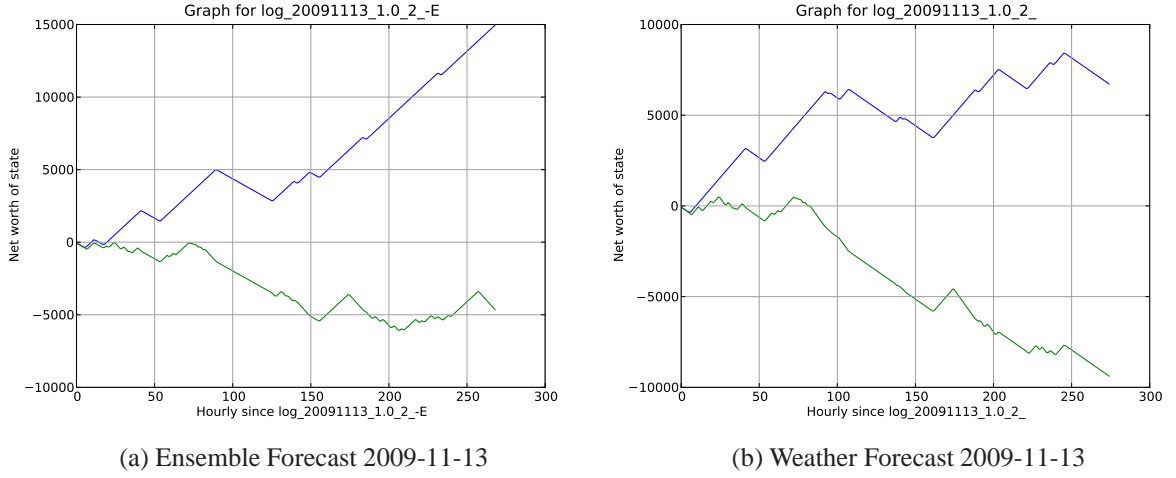 Graph for log_20091113_1.0_2_-E
15000
10000
5000
0
−5000
−10000
0 50 100 150 200 250 300
Net worth of state
Hourly since log_20091113_1.0_2_-E
(a) Ensemble Forecast 2009-11-13
Graph for log_20091113_1.0_2_
10000
5000
0
−5000
−10000
0 50 100 150 200 250 300
Net worth of state
Hourly since log_20091113_1.0_2_
(b) Weather Forecast 2009-11-13